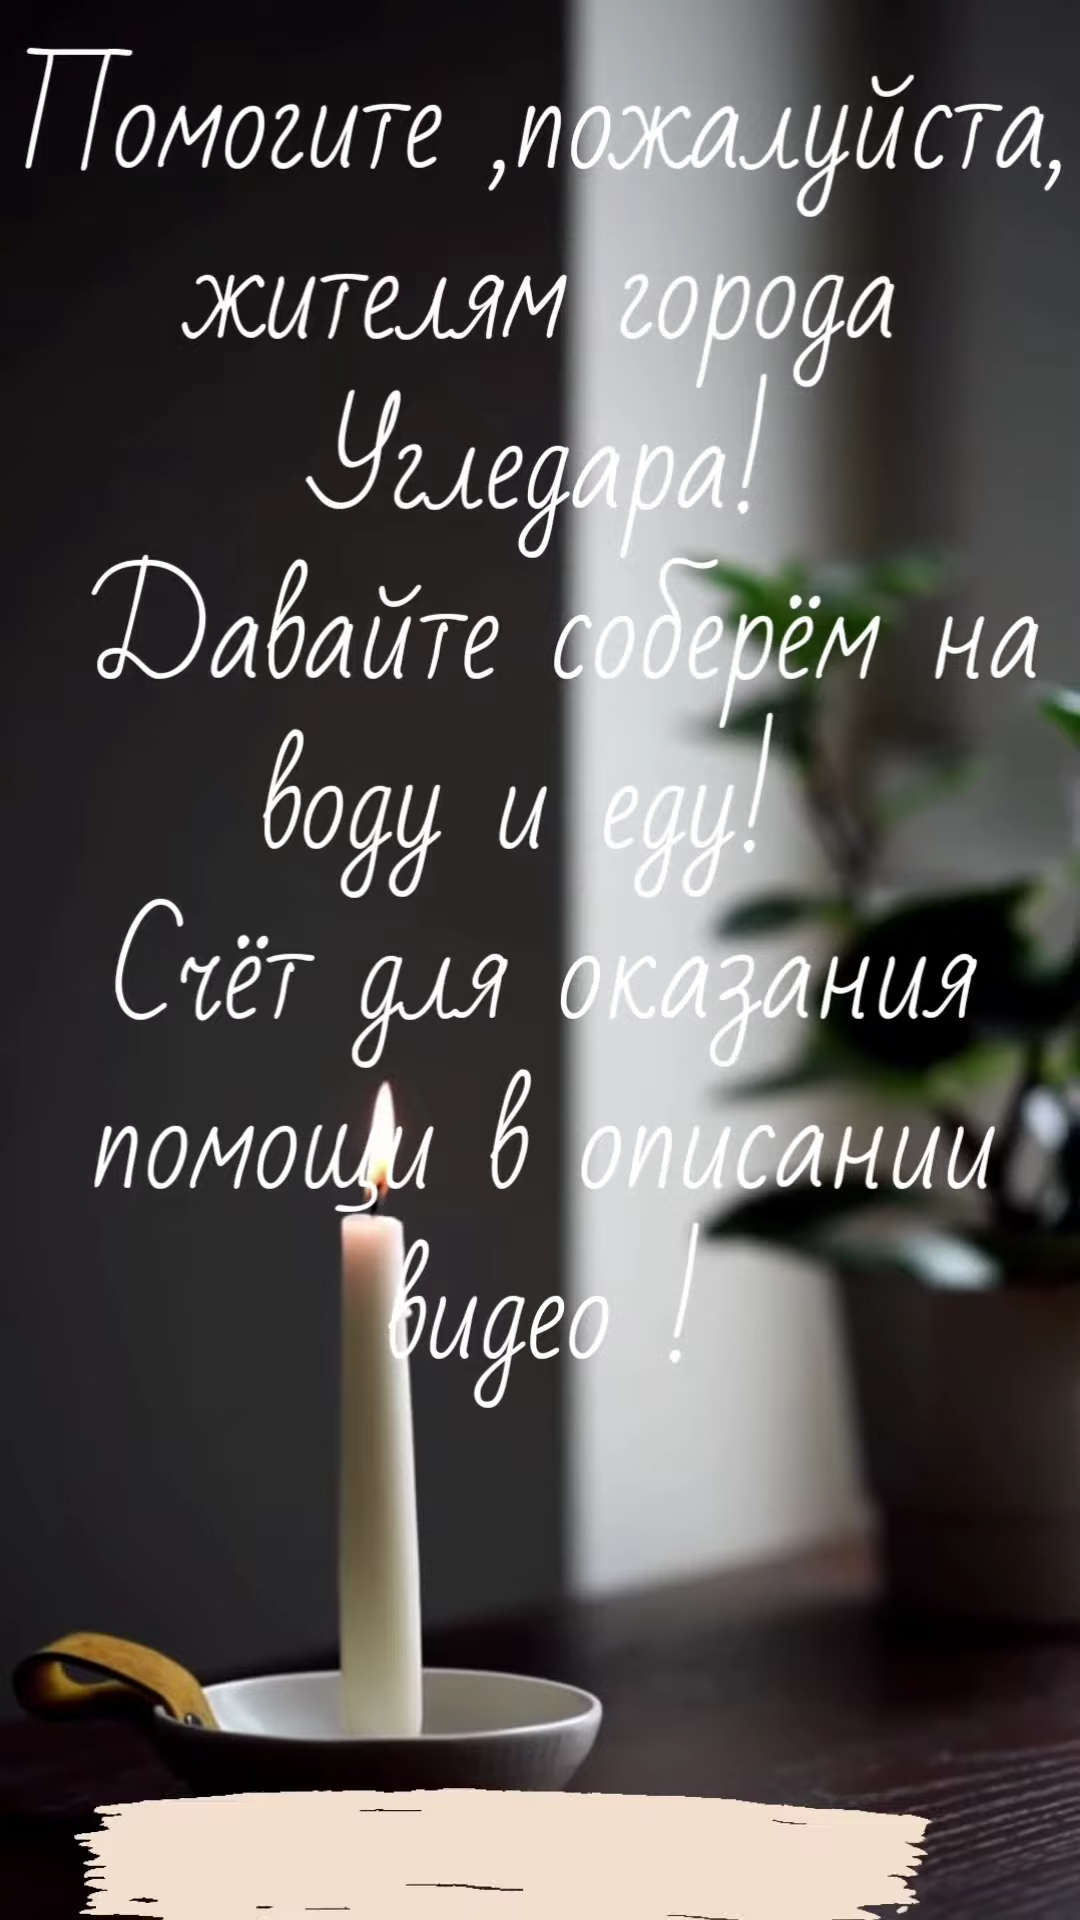 Помогите ,пожалуйста,
жителям города
Угледара!
Давайте соберём на
воду и еду!
Счёт для оказания
помощи в описании
видео !